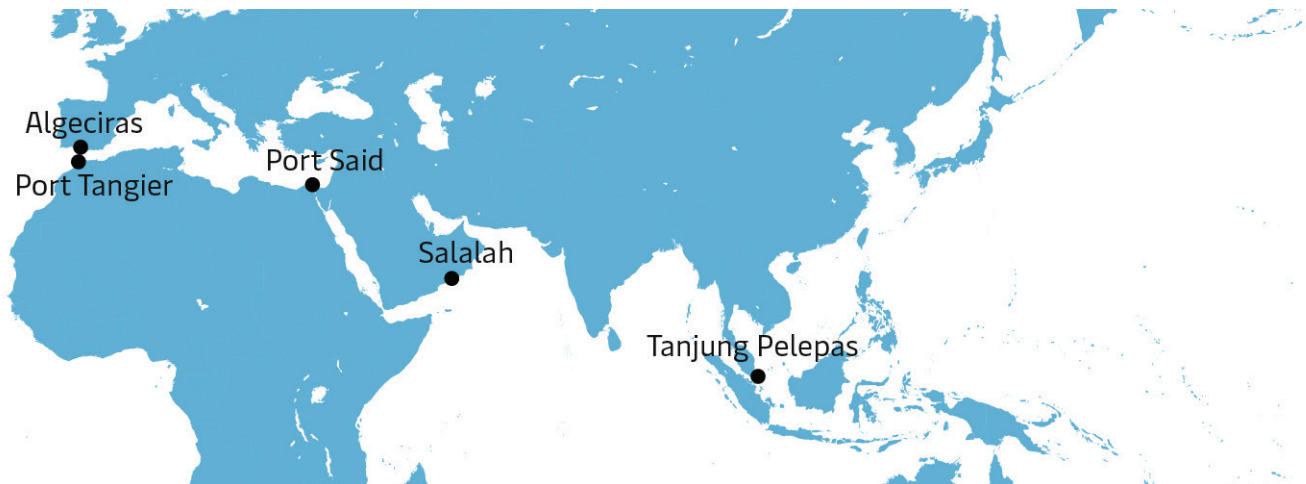 Algeciras
Port Tangier
Port Said
Salalah
Tanjung Pelepas